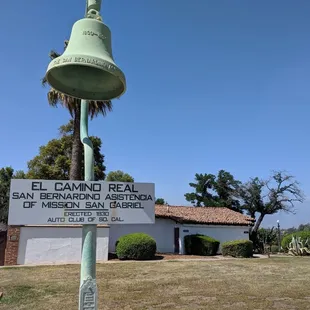 EL CAMINO REAL
SAN BERNARDINO ASISTENCIA
OF MISSION SAN GABRIEL
ERECTED - 1930
AUTO CLUB OF SO. CAL.